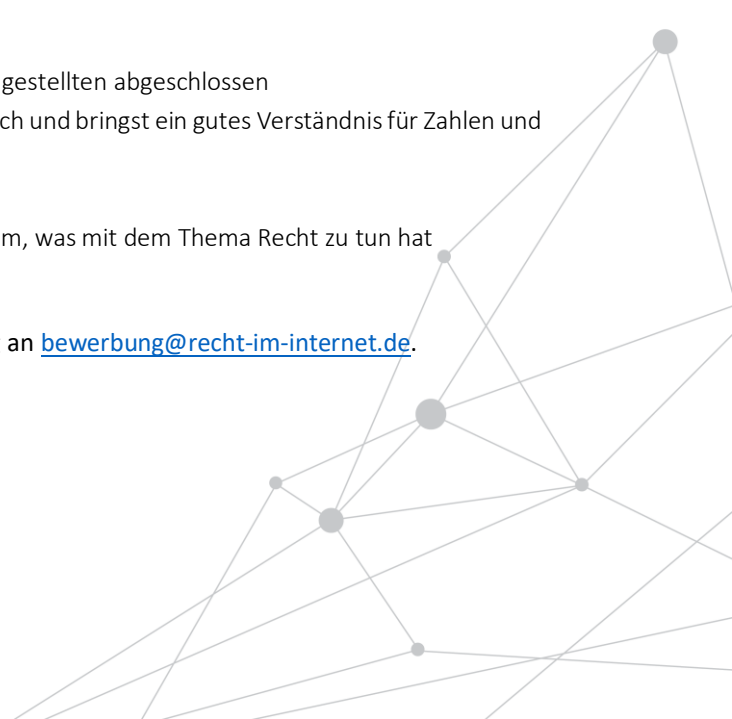 gestellten abgeschlossen
ch und bringst ein gutes Verständnis für Zahlen und
m, was mit dem Thema Recht zu tun hat
an bewerbung@recht-im-internet.de.